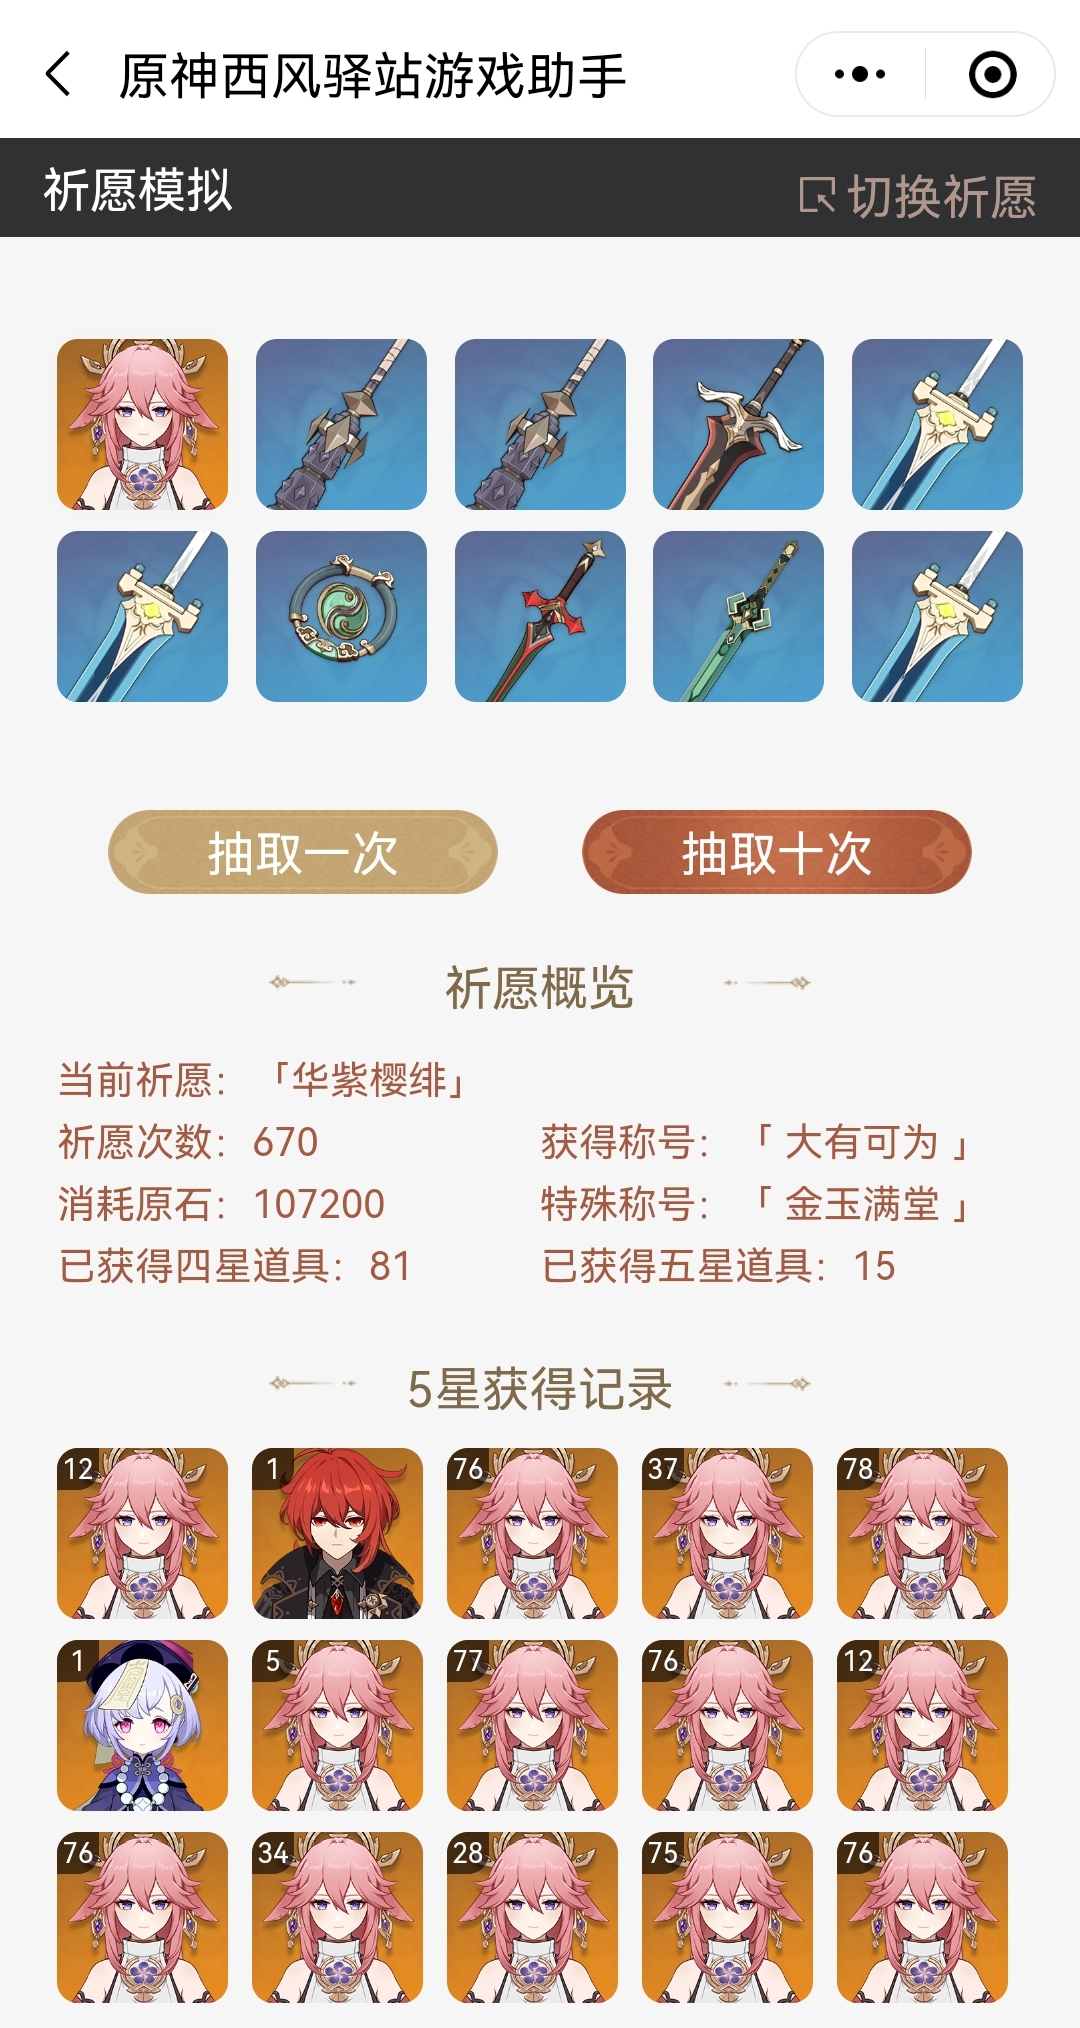 原神西风驿站游戏助手
祈愿模拟
切换祈愿
抽取一次
抽取十次
祈愿概览
当前祈愿：「华紫樱绯」
祈愿次数：670
获得称号：「 大有可为 」
消耗原石：107200
特殊称号：「 金玉满堂 」
已获得四星道具：81
已获得五星道具：15
5星获得记录
12
1
76
37
78
1
5
77
76
12
76
34
28
75
76